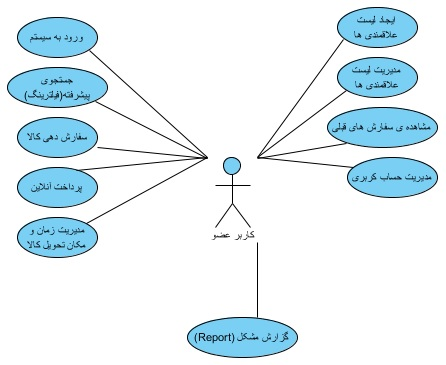 ایجاد لیست
علاقمندی ها
مدیریت لیست
علاقمندی ها
مشاهده ی سفارش های قبلی
مدیریت حساب کربری
ورود به سیستم
جستجوی
پیشرفته(فیلترینگ)
سفارش دهی کالا
پرداخت آنلاین
مدیریت زمان و
مکان تحویل کالا
کاربر عضو
گزارش مشکل (Report)